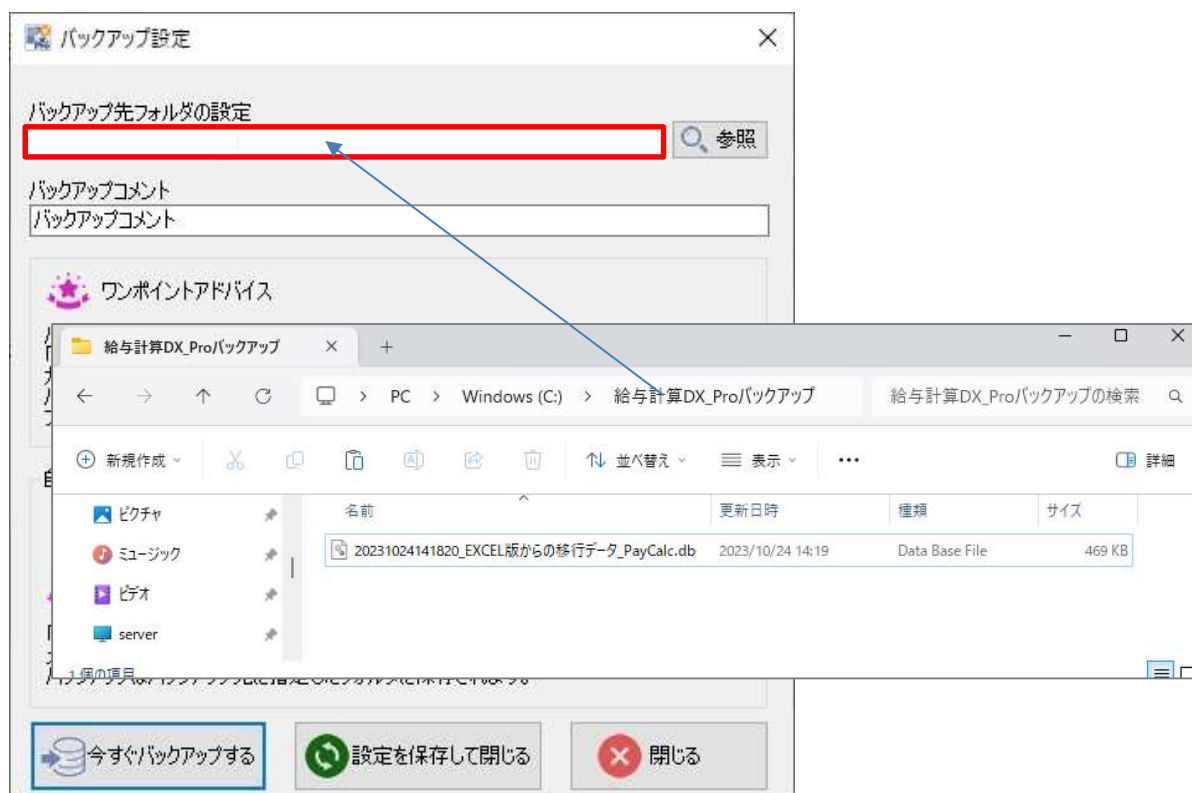 バックアップ設定
バックアップ先フォルダの設定
参照
バックアップコメント
バックアップコメント
ワンポイントアドバイス
給与計算DX_Proバックアップ
PC > Windows (C:) > 給与計算DX_Proバックアップ
給与計算DX_Proバックアップの検索
新規作成
並べ替え
表示
詳細
ピクチャ
ミュージック
ビデオ
server
名前 更新日時 種類 サイズ
20231024141820_EXCEL版からの移行データ_PayCalc.db 2023/10/24 14:19 Data Base File 469 KB
1 個の項目
今すぐバックアップする
設定を保存して閉じる
閉じる